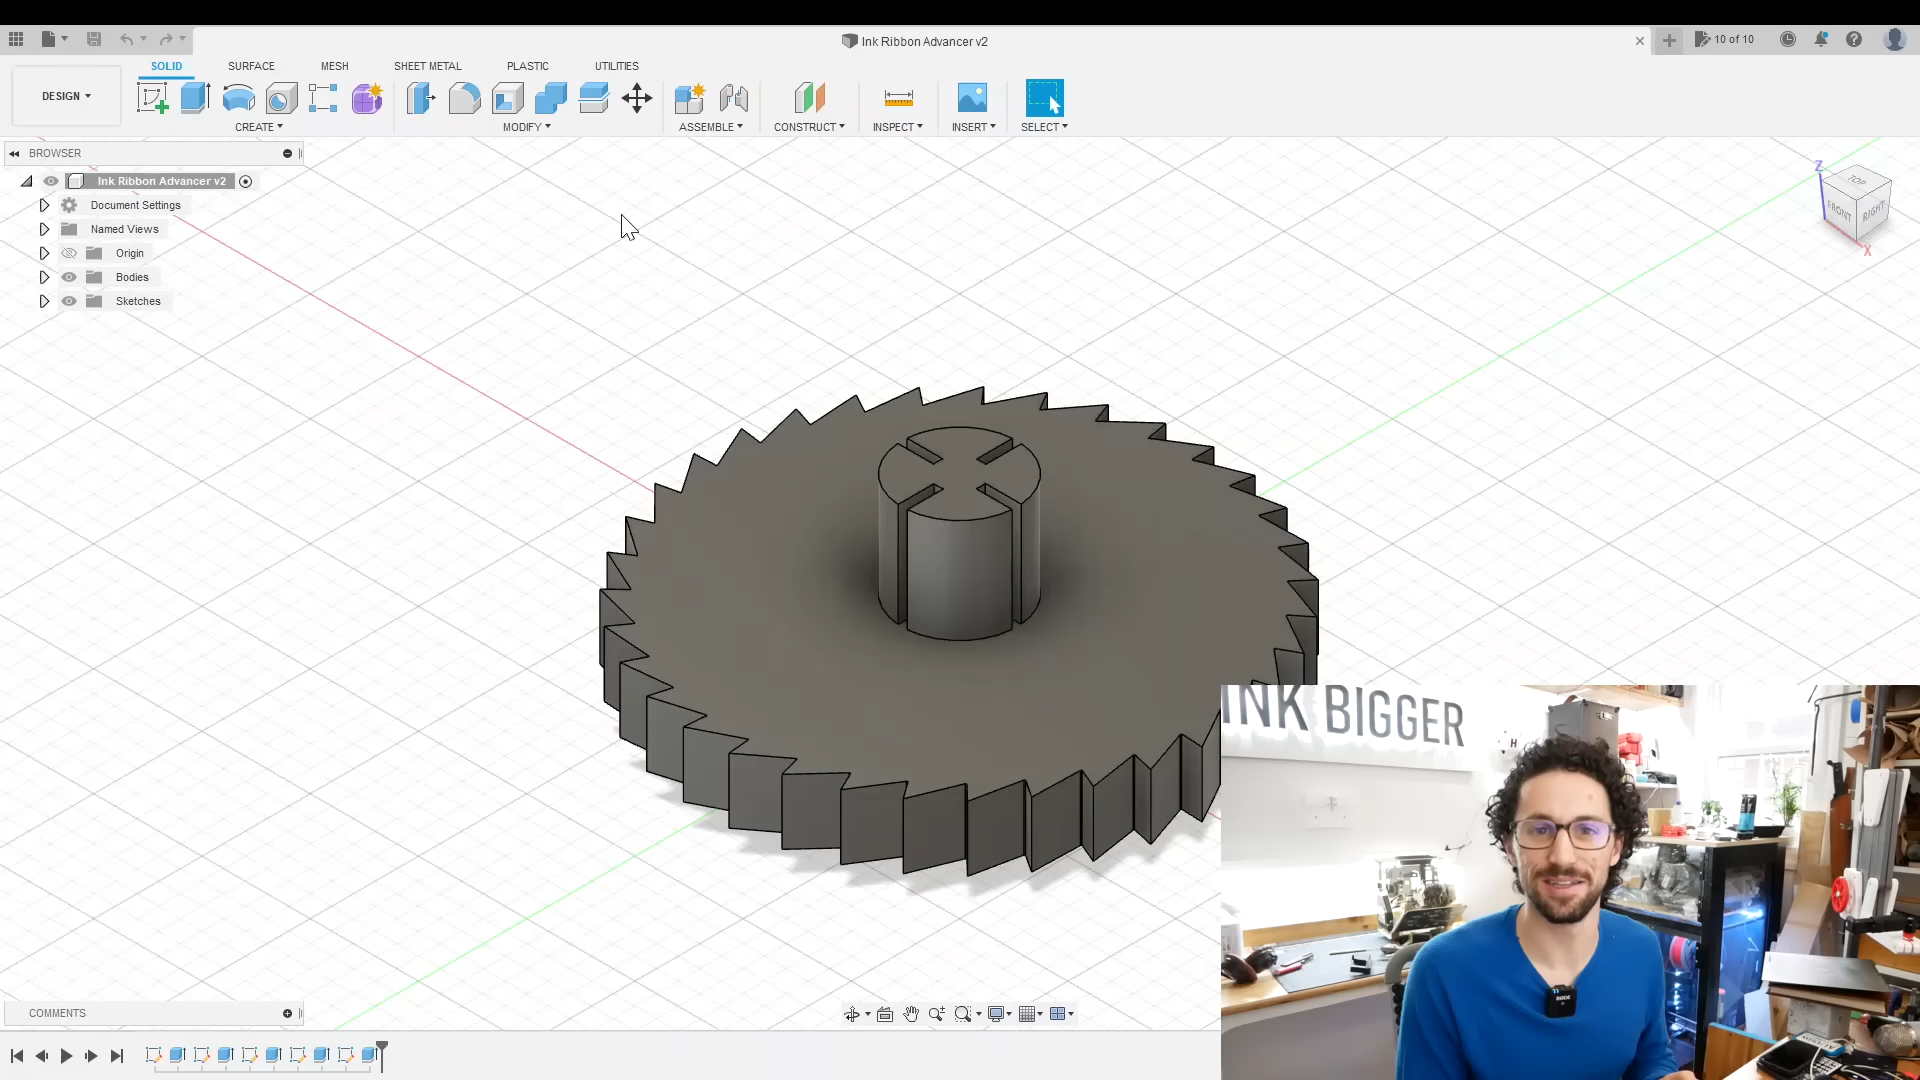 Ink Ribbon Advancer v2
10 of 10
SOLID
SURFACE
MESH
SHEET METAL
PLASTIC
UTILITIES
DESIGN
CREATE
MODIFY
ASSEMBLE
CONSTRUCT
INSPECT
INSERT
SELECT
BROWSER
Ink Ribbon Advancer v2
Document Settings
Named Views
Origin
Bodies
Sketches
Z
TOP
FRONT
RIGHT
X
INK BIGGER
H
RODE
COMMENTS